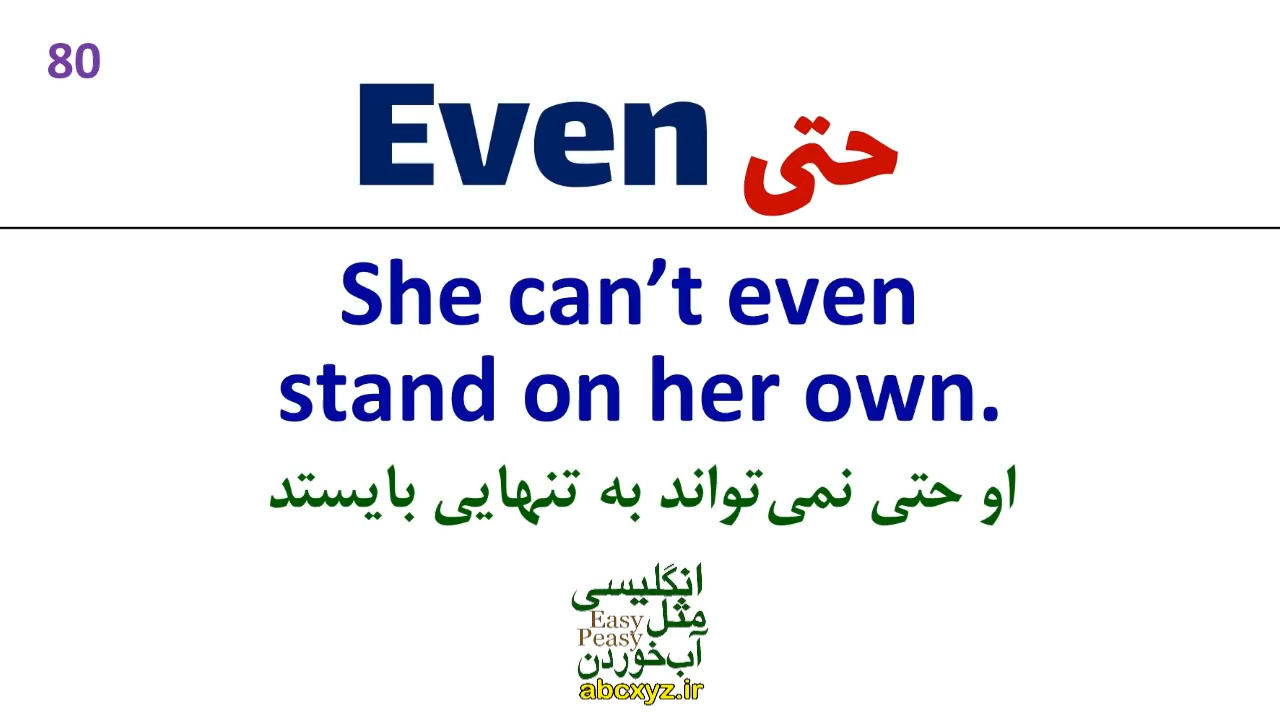 80
Even حتی
She can’t even
stand on her own.
او حتی نمی‌تواند به تنهایی بایستد
انگلیسی
مثل
Easy
Peasy
آب‌خوردن
abcxyz.ir